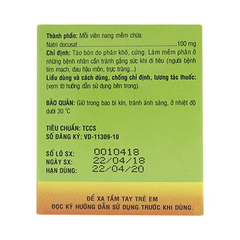 Thành phần: Mỗi viên nang mềm chứa:
Natri docusat 100 mg
Chỉ định: Táo bón do phân khô, cứng. Làm mềm phân ở
những bệnh nhân cần tránh gắng sức khi đi tiêu (người bệnh
tim mạch, đau hậu môn, trực tràng...)
Liều dùng và cách dùng, chống chỉ định, tương tác thuốc:
(xem tờ hướng dẫn sử dụng bên trong).
BẢO QUẢN: Giữ trong bao bì kín, tránh ánh sáng, ở nhiệt độ
dưới 30 °C
TIÊU CHUẨN: TCCS
SỐ ĐĂNG KÝ: VD-11309-10
SỐ LÔ SX: 0010418
NGÀY SX: 22/04/18
HẠN DÙNG: 22/04/20
ĐỂ XA TẦM TAY TRẺ EM
ĐỌC KỸ HƯỚNG DẪN SỬ DỤNG TRƯỚC KHI DÙNG.